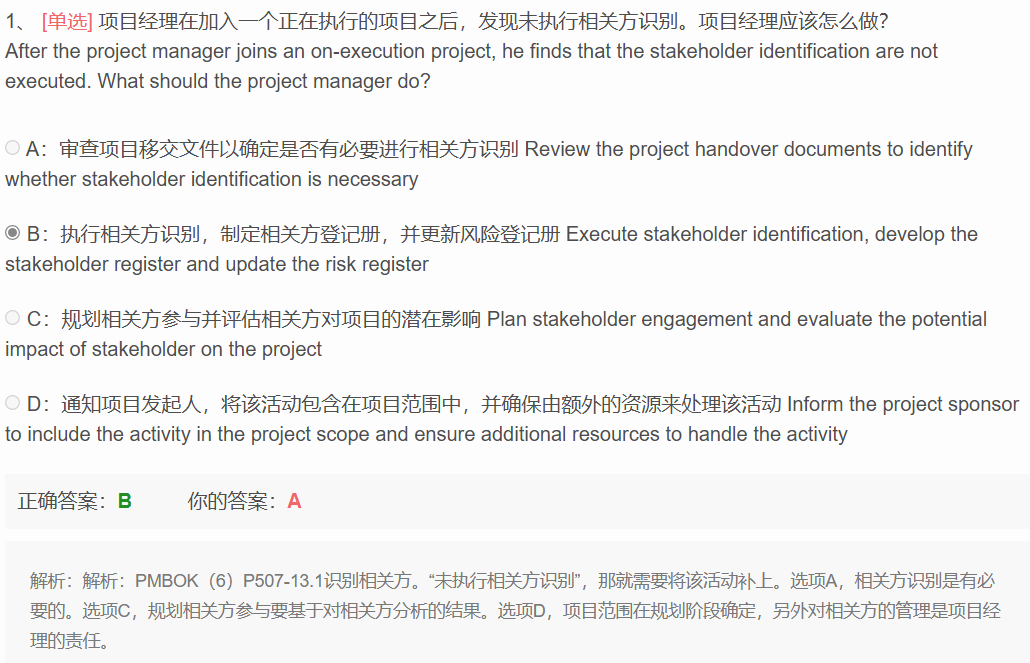 1、 [单选] 项目经理在加入一个正在执行的项目之后，发现未执行相关方识别。项目经理应该怎么做？
After the project manager joins an on-execution project, he finds that the stakeholder identification are not
executed. What should the project manager do?
A：审查项目移交文件以确定是否有必要进行相关方识别 Review the project handover documents to identify
whether stakeholder identification is necessary
B：执行相关方识别，制定相关方登记册，并更新风险登记册 Execute stakeholder identification, develop the
stakeholder register and update the risk register
C：规划相关方参与并评估相关方对项目的潜在影响 Plan stakeholder engagement and evaluate the potential
impact of stakeholder on the project
D：通知项目发起人，将该活动包含在项目范围中，并确保由额外的资源来处理该活动 Inform the project sponsor
to include the activity in the project scope and ensure additional resources to handle the activity
正确答案：B 你的答案：A
解析：解析：PMBOK（6）P507-13.1识别相关方。“未执行相关方识别”，那就需要将该活动补上。选项A，相关方识别是有必
要的。选项C，规划相关方参与要基于对相关方分析的结果。选项D，项目范围在规划阶段确定，另外对相关方的管理是项目经
理的责任。